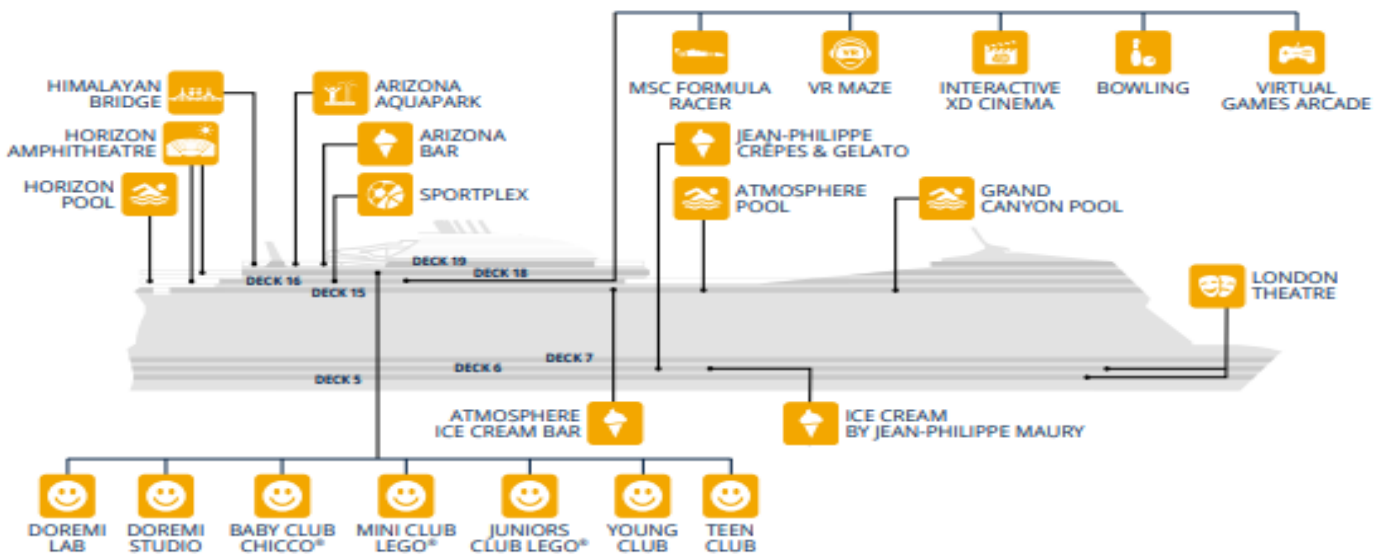 MSC FORMULA
RACER
VR MAZE
INTERACTIVE
XD CINEMA
BOWLING
VIRTUAL
GAMES ARCADE
HIMALAYAN
BRIDGE
ARIZONA
AQUAPARK
HORIZON
AMPHITHEATRE
ARIZONA
BAR
JEAN-PHILIPPE
CRÊPES & GELATO
HORIZON
POOL
SPORTPLEX
ATMOSPHERE
POOL
GRAND
CANYON POOL
DECK 19
DECK 18
DECK 16
DECK 15
LONDON
THEATRE
DECK 7
DECK 6
DECK 5
ATMOSPHERE
ICE CREAM BAR
ICE CREAM
BY JEAN-PHILIPPE MAURY
DOREMI
LAB
DOREMI
STUDIO
BABY CLUB
CHICCO®
MINI CLUB
LEGO®
JUNIORS
CLUB LEGO®
YOUNG
CLUB
TEEN
CLUB
VR